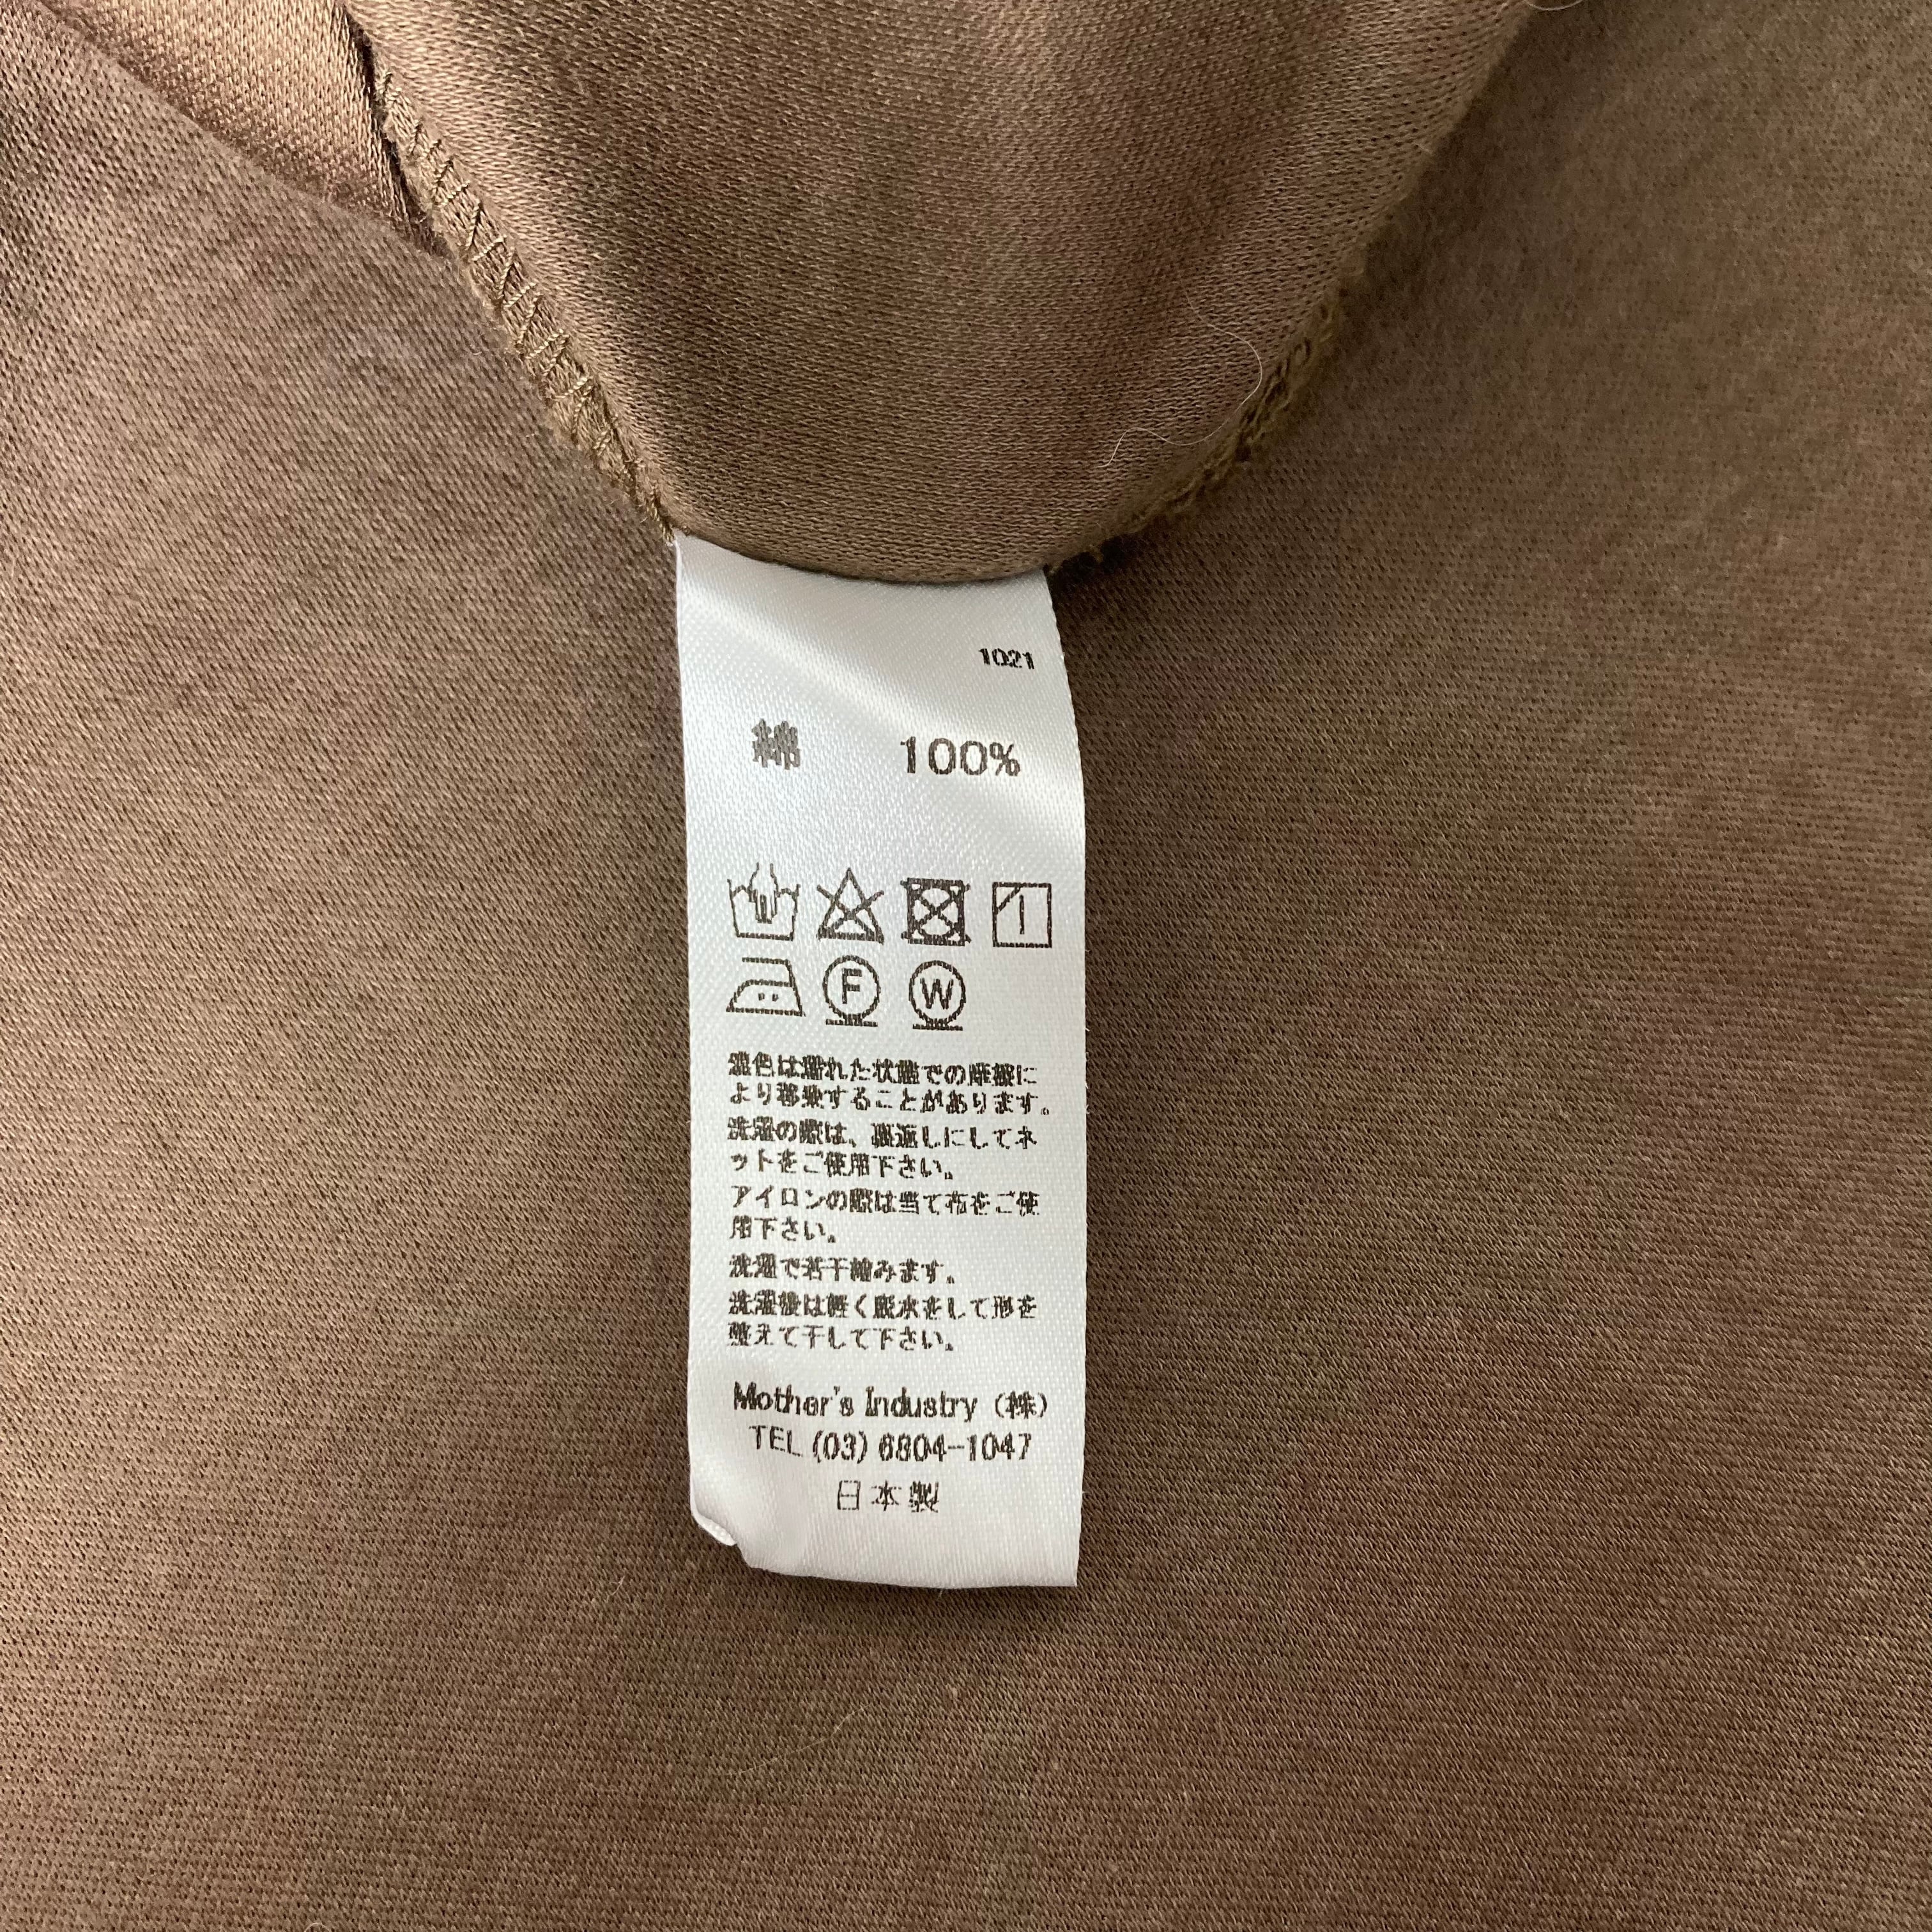 1021
綿 100%
F W
濃色は濡れた状態での摩擦に
より移染することがあります。
洗濯の際は、裏返しにしてネ
ットをご使用下さい。
アイロンの際は当て布をご使
用下さい。
洗濯で若干縮みます。
洗濯後は軽く脱水をして形を
整えて干して下さい。
Mother's Industry (株)
TEL (03) 6804-1047
日本製